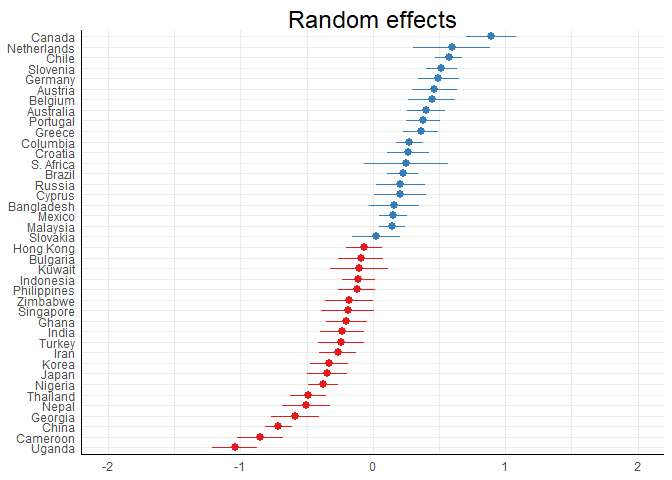 Random effects
Canada
Netherlands
Chile
Slovenia
Germany
Austria
Belgium
Australia
Portugal
Greece
Columbia
Croatia
S. Africa
Brazil
Russia
Cyprus
Bangladesh
Mexico
Malaysia
Slovakia
Hong Kong
Bulgaria
Kuwait
Indonesia
Philippines
Zimbabwe
Singapore
Ghana
India
Turkey
Iran
Korea
Japan
Nigeria
Thailand
Nepal
Georgia
China
Cameroon
Uganda
-2 -1 0 1 2